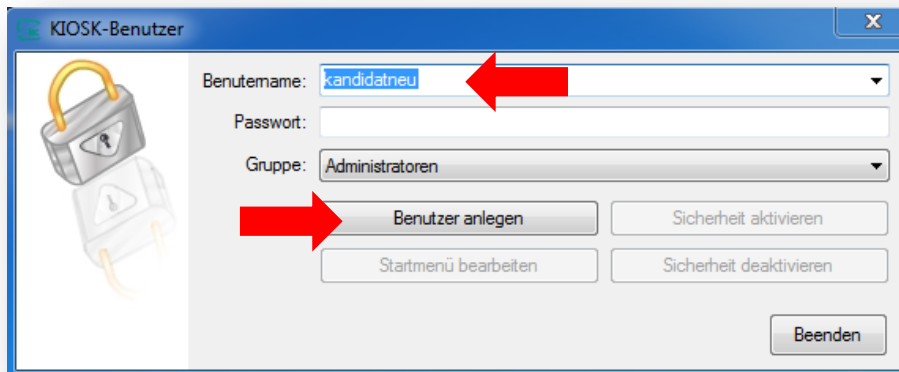 KIOSK-Benutzer
Benutername: kandidatneu
Passwort:
Gruppe: Administratoren
Benutzer anlegen Sicherheit aktivieren
Startmenü bearbeiten Sicherheit deaktivieren
Beenden